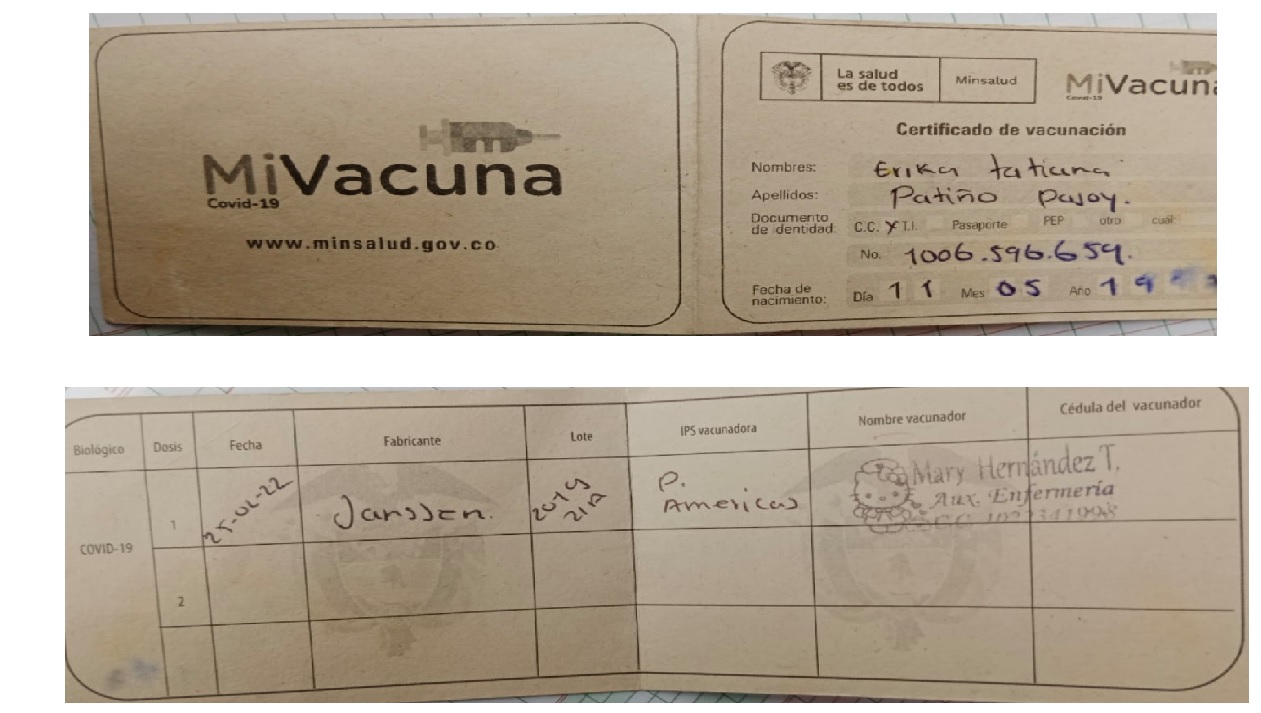 MiVacuna
Covid-19
www.minsalud.gov.co
La salud
es de todos
Minsalud
MiVacuna
Covid-19
Certificado de vacunación
Nombres: Erika tatiana
Apellidos: Patiño Pajoy.
Documento
de identidad: C.C. X T.I. Pasaporte PEP otro cuál:
No. 1006.596.659.
Fecha de
nacimiento: Día 11 Mes 05 Año 19
Biológico Dosis Fecha Fabricante Lote IPS vacunadora Nombre vacunador Cédula del vacunador
COVID-19
1 Janssen. P.
Americas
Mary Hernández T.
Aux. Enfermería
2